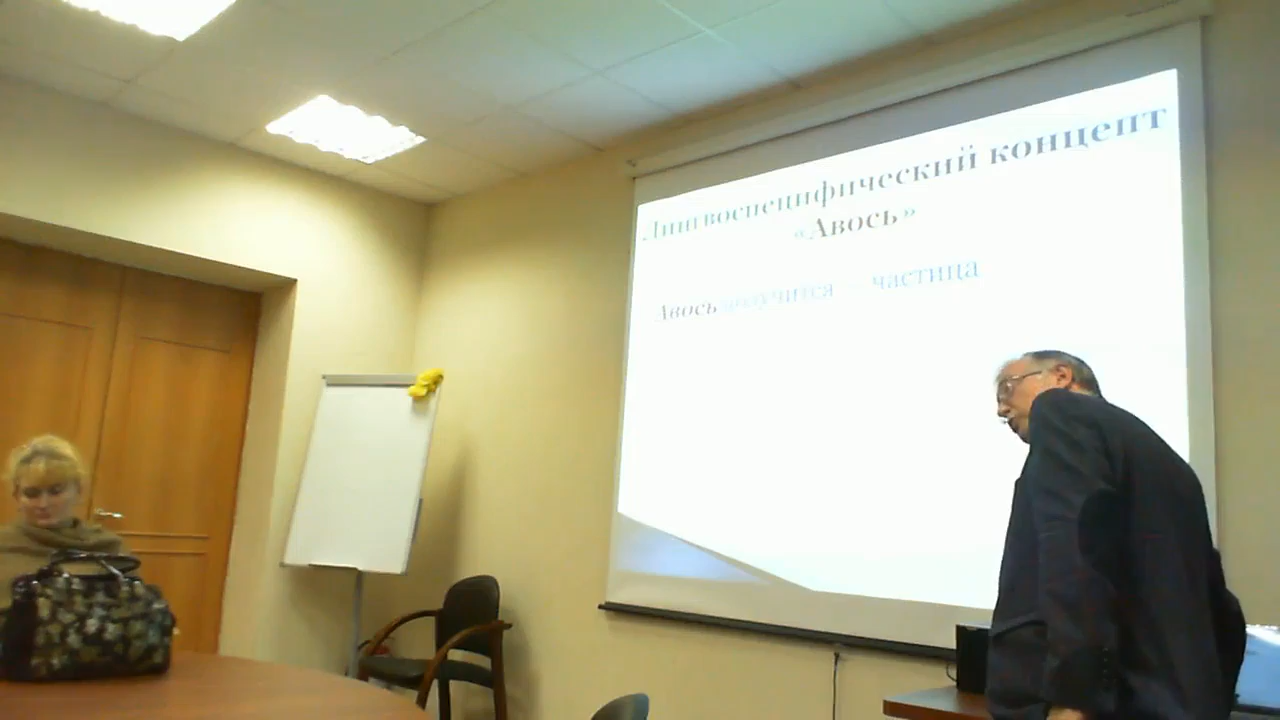 Лингвоспецифический концепт
«Авось»
Авось получится – частица